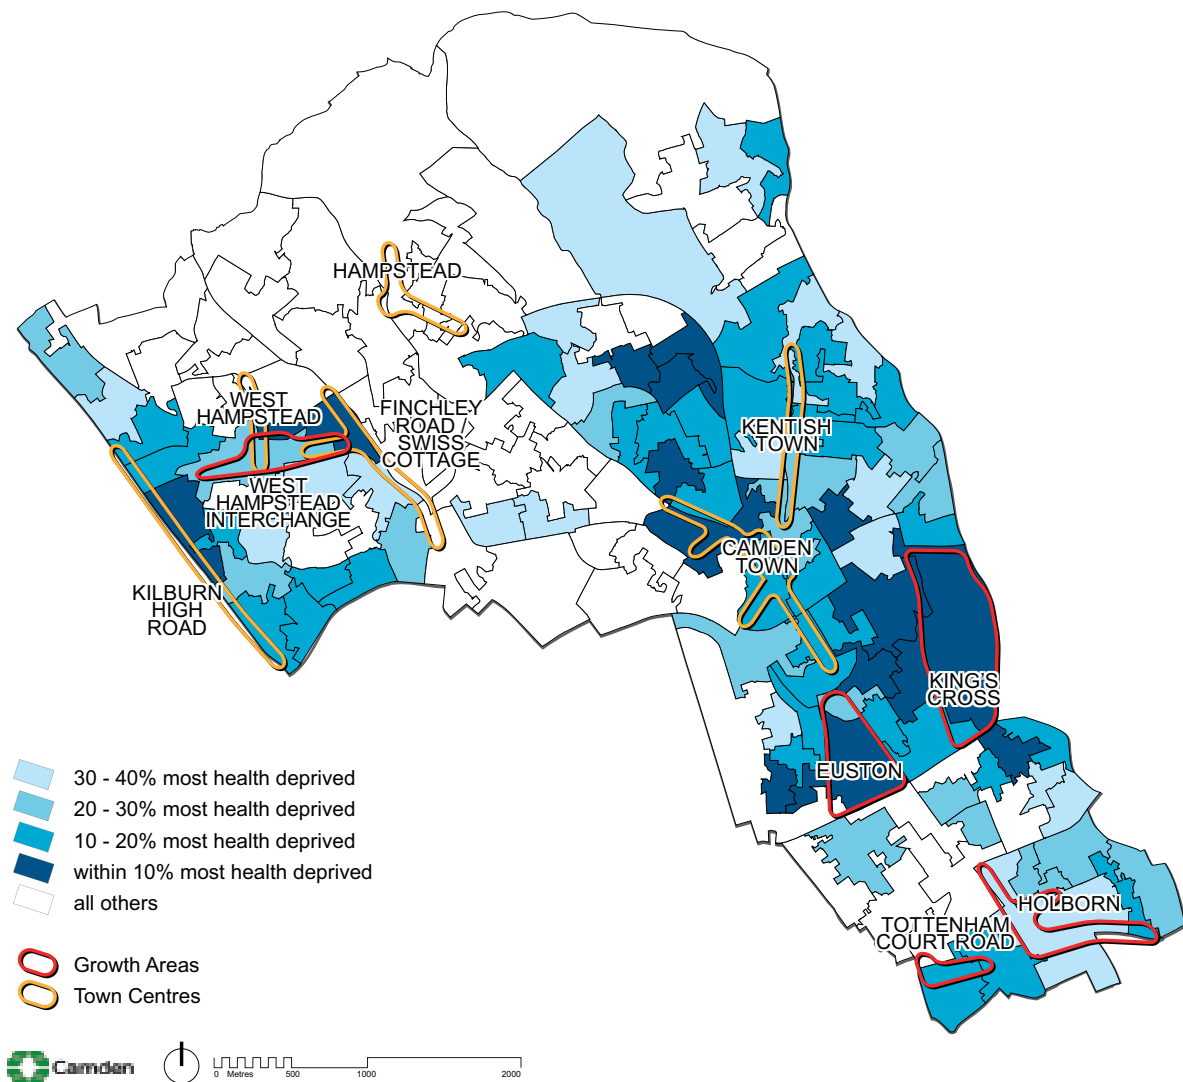 HAMPSTEAD
WEST
HAMPSTEAD
FINCHLEY
ROAD /
SWISS
COTTAGE
KENTISH
TOWN
WEST
HAMPSTEAD
INTERCHANGE
CAMDEN
TOWN
KILBURN
HIGH
ROAD
KING'S
CROSS
EUSTON
HOLBORN
TOTTENHAM
COURT ROAD
30 - 40% most health deprived
20 - 30% most health deprived
10 - 20% most health deprived
within 10% most health deprived
all others
Growth Areas
Town Centres
Camden
0 Metres 500 1000 2000